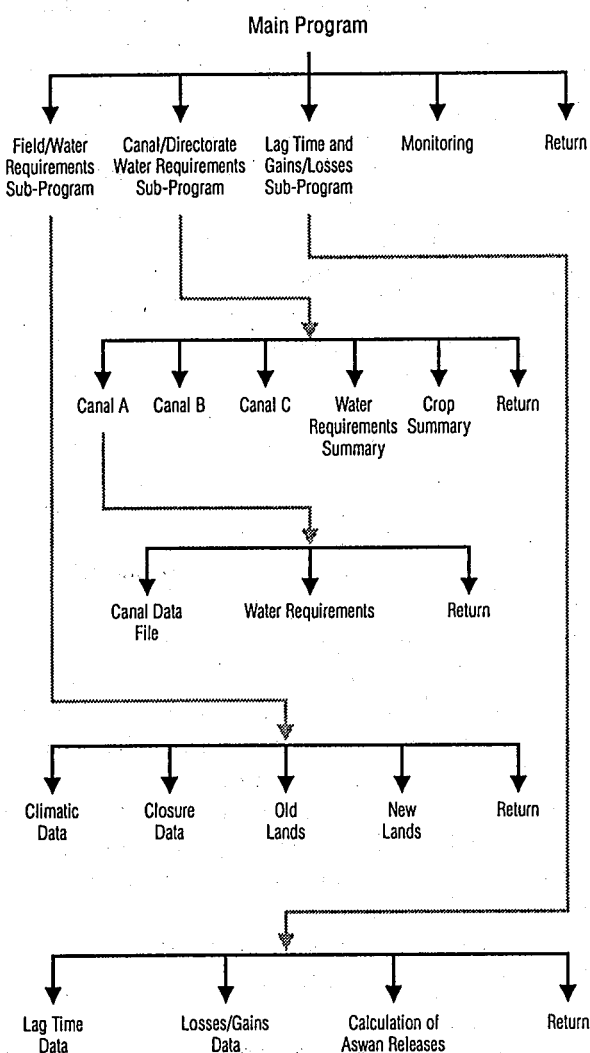 Main Program
Field/Water
Requirements
Sub-Program
Canal/Directorate
Water Requirements
Sub-Program
Lag Time and
Gains/Losses
Sub-Program
Monitoring
Return
Canal A
Canal B
Canal C
Water
Requirements
Summary
Crop
Summary
Return
Canal Data
File
Water Requirements
Return
Climatic
Data
Closure
Data
Old
Lands
New
Lands
Return
Lag Time
Data
Losses/Gains
Data
Calculation of
Aswan Releases
Return